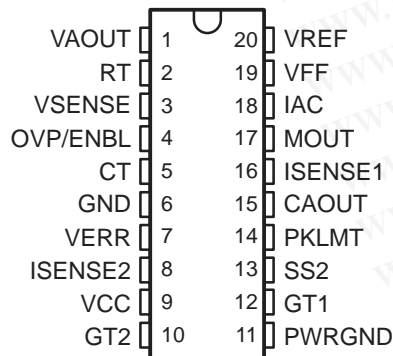 VAOUT 1 20 VREF
RT 2 19 VFF
VSENSE 3 18 IAC
OVP/ENBL 4 17 MOUT
CT 5 16 ISENSE1
GND 6 15 CAOUT
VERR 7 14 PKLMT
ISENSE2 8 13 SS2
VCC 9 12 GT1
GT2 10 11 PWRGND